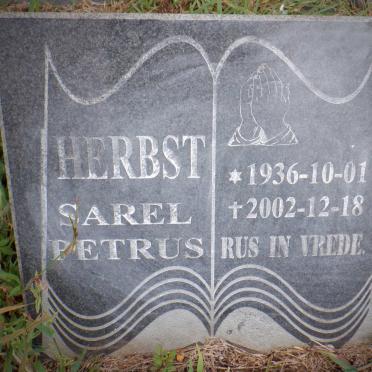 HERBST
SAREL
PETRUS
*1936-10-01
†2002-12-18
RUS IN VREDE.